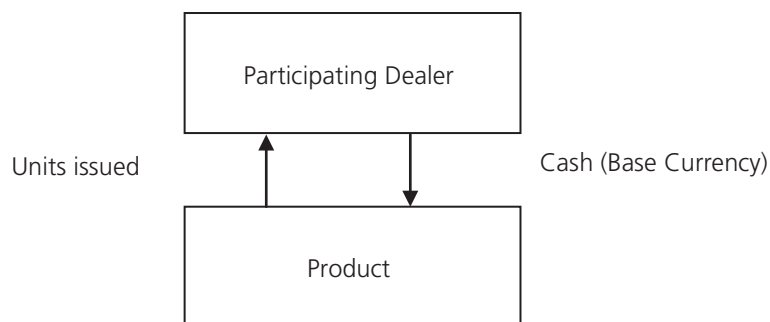 Participating Dealer
Units issued
Cash (Base Currency)
Product